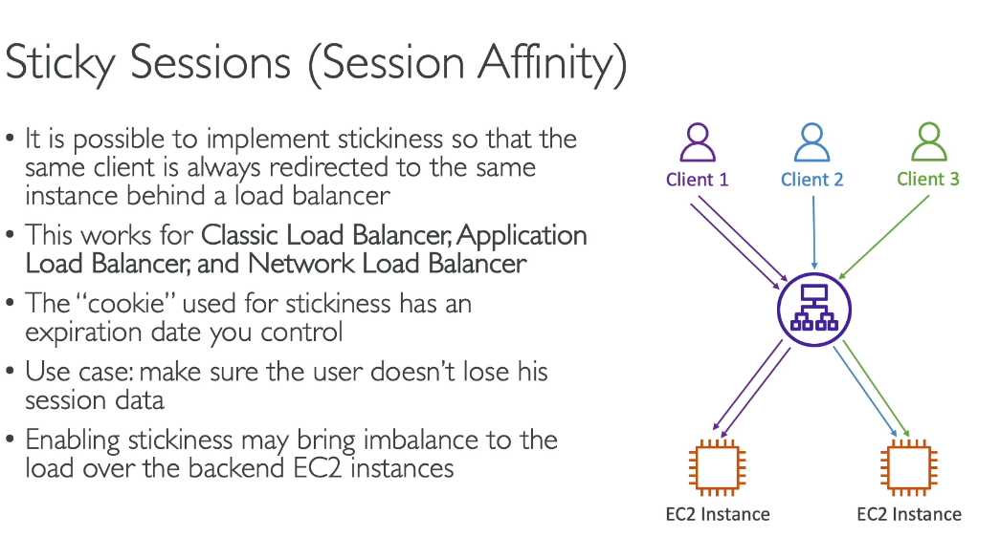 Sticky Sessions (Session Affinity)
• It is possible to implement stickiness so that the
same client is always redirected to the same
instance behind a load balancer
• This works for Classic Load Balancer, Application
Load Balancer, and Network Load Balancer
• The “cookie” used for stickiness has an
expiration date you control
• Use case: make sure the user doesn’t lose his
session data
• Enabling stickiness may bring imbalance to the
load over the backend EC2 instances
Client 1
Client 2
Client 3
EC2 Instance
EC2 Instance